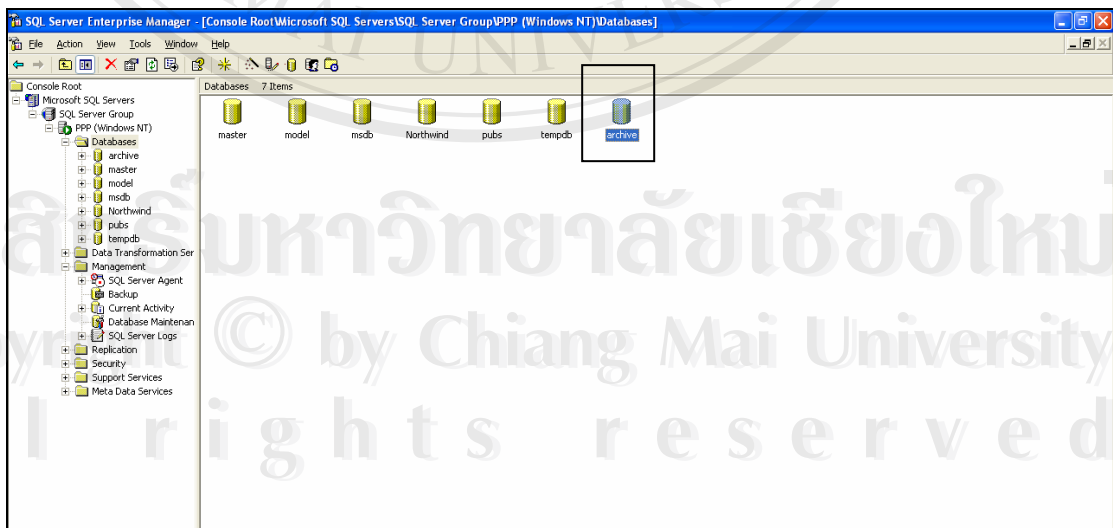 SQL Server Enterprise Manager - [Console Root\Microsoft SQL Servers\SQL Server Group\PPP (Windows NT)\Databases]
File Action View Tools Window Help
Console Root
Microsoft SQL Servers
SQL Server Group
PPP (Windows NT)
Databases
archive
master
model
msdb
Northwind
pubs
tempdb
Data Transformation Ser
Management
SQL Server Agent
Backup
Current Activity
Database Maintenan
SQL Server Logs
Replication
Security
Support Services
Meta Data Services
Databases 7 Items
master model msdb Northwind pubs tempdb archive
AI UNIVE
สิทธิ์มหาวิทยาลัยเชียงใหม่
yright © by Chiang Mai University
l rights reserved